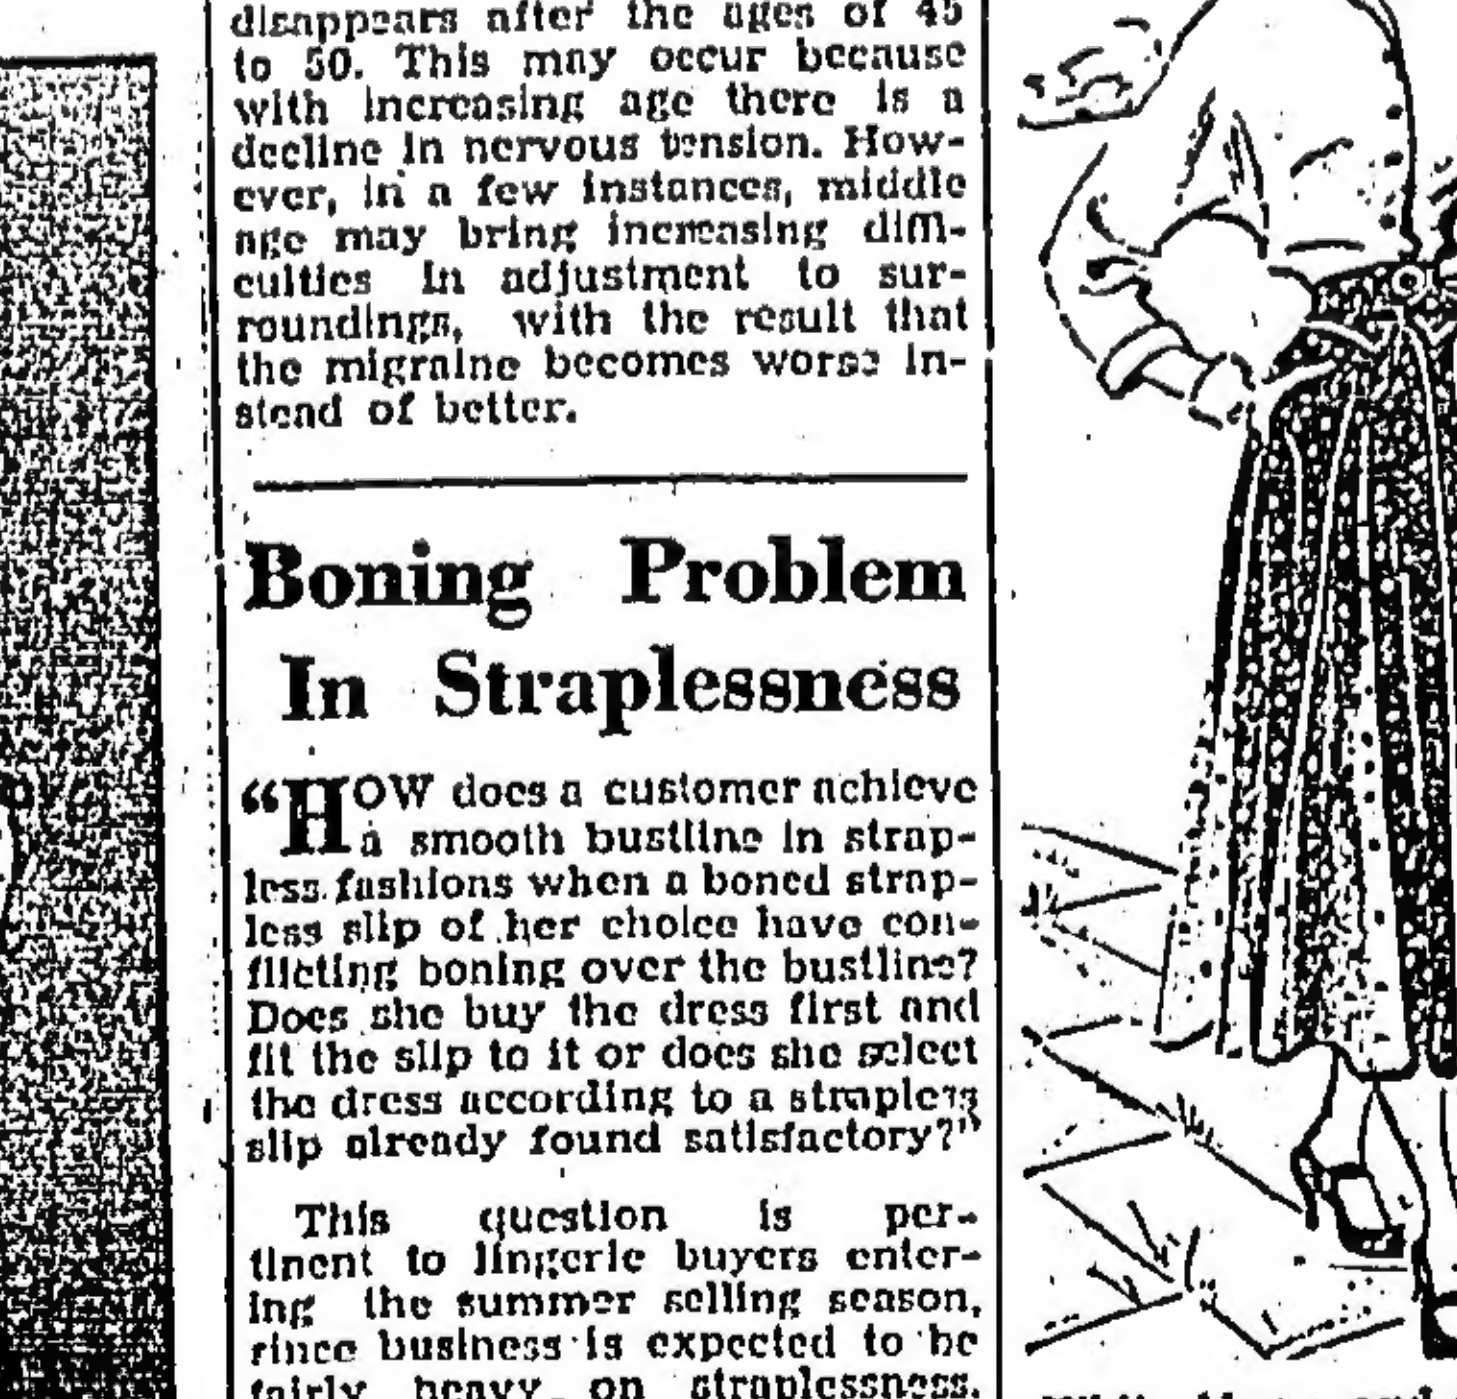 disappears after the ages of 45
to 50. This may occur because
with increasing age there is a
decline in nervous tension. How-
ever, in a few instances, middle
age may bring increasing diffi-
culties in adjustment to sur-
roundings, with the result that
the migraine becomes worse in-
stead of better.
Boning Problem
In Straplessness
"HOW does a customer achieve
a smooth bustline in strap-
less fashions when a boned strap-
less slip of her choice have con-
flicting boning over the bustline?
Does she buy the dress first and
fit the slip to it or does she select
the dress according to a strapless
slip already found satisfactory?"
This question is per-
tinent to lingerie buyers enter-
ing the summer selling season,
since business is expected to be
fairly heavy on straplessness.